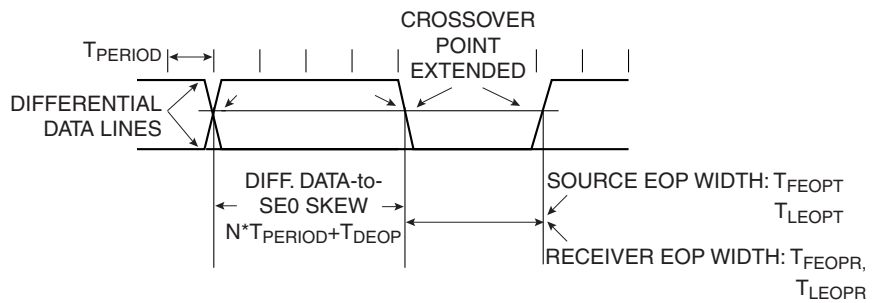 CROSSOVER
POINT
EXTENDED
TPERIOD
DIFFERENTIAL
DATA LINES
DIFF. DATA-to-
SE0 SKEW
N*TPERIOD+TDEOP
SOURCE EOP WIDTH: TFEOPT
TLEOPT
RECEIVER EOP WIDTH: TFEOPR,
TLEOPR